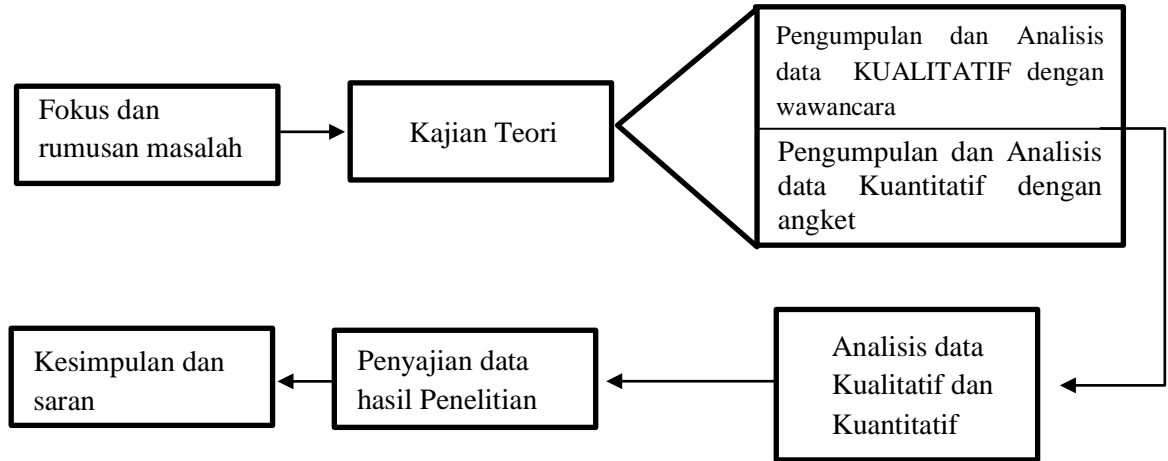 Fokus dan
rumusan masalah
Kajian Teori
Pengumpulan dan Analisis
data KUALITATIF dengan
wawancara
Pengumpulan dan Analisis
data Kuantitatif dengan
angket
Analisis data
Kualitatif dan
Kuantitatif
Penyajian data
hasil Penelitian
Kesimpulan dan
saran